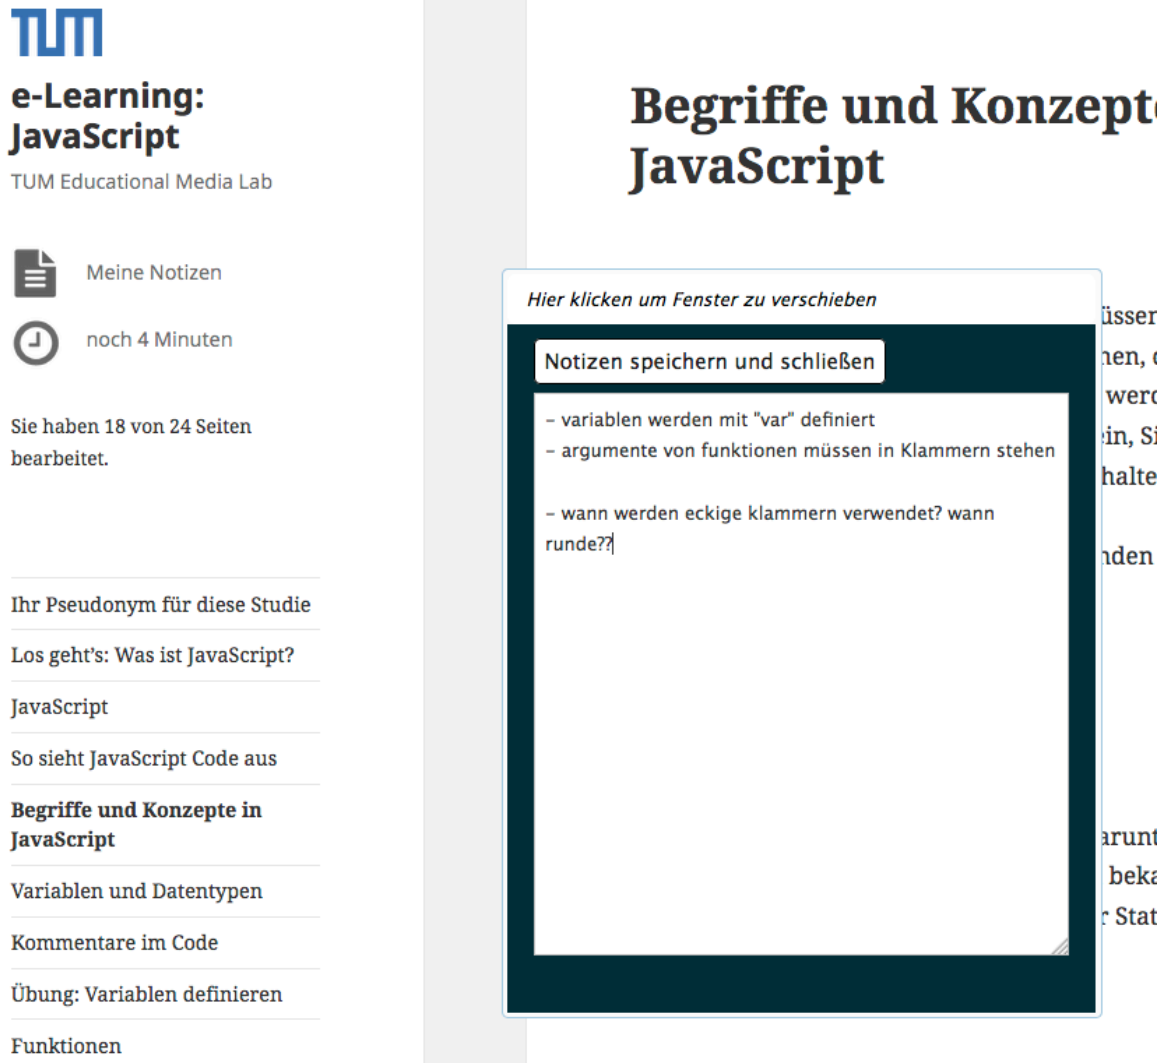 TUM
e-Learning:
JavaScript
TUM Educational Media Lab
Meine Notizen
noch 4 Minuten
Sie haben 18 von 24 Seiten
bearbeitet.
Ihr Pseudonym für diese Studie
Los geht's: Was ist JavaScript?
JavaScript
So sieht JavaScript Code aus
Begriffe und Konzepte in
JavaScript
Variablen und Datentypen
Kommentare im Code
Übung: Variablen definieren
Funktionen
Begriffe und
JavaScript
Hier klicken um Fenster zu verschieben
Notizen speichern und schließen
– variablen werden mit "var" definiert
– argumente von funktionen müssen in Klammern stehen
– wann werden eckige klammern verwendet? wann
runde??